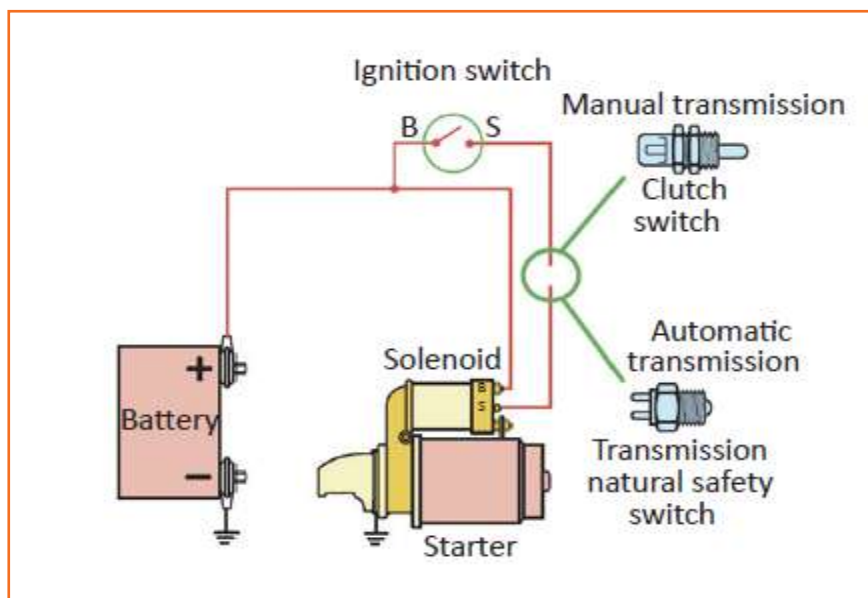 Ignition switch
B S
Manual transmission
Clutch
switch
Automatic
transmission
Solenoid
B
S
+
Battery
−
Transmission
natural safety
switch
Starter